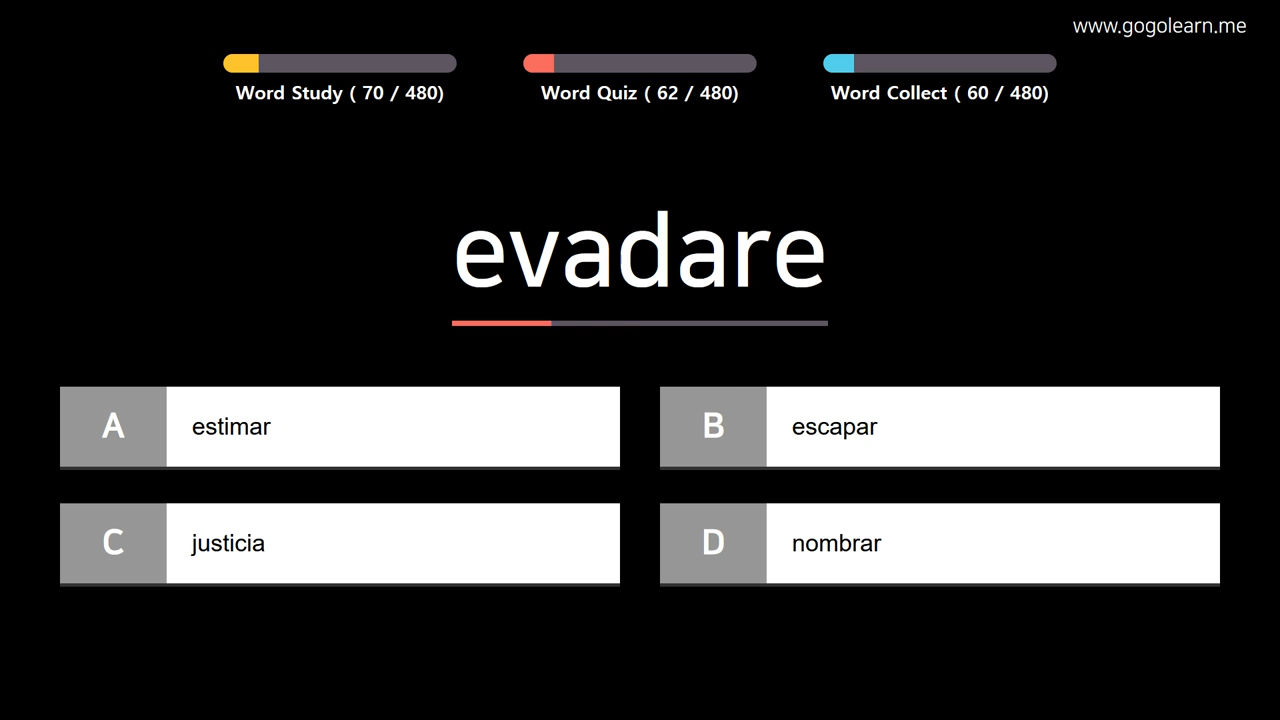 www.gogolearn.me
Word Study ( 70 / 480)
Word Quiz ( 62 / 480)
Word Collect ( 60 / 480)
evadare
A estimar
B escapar
C justicia
D nombrar